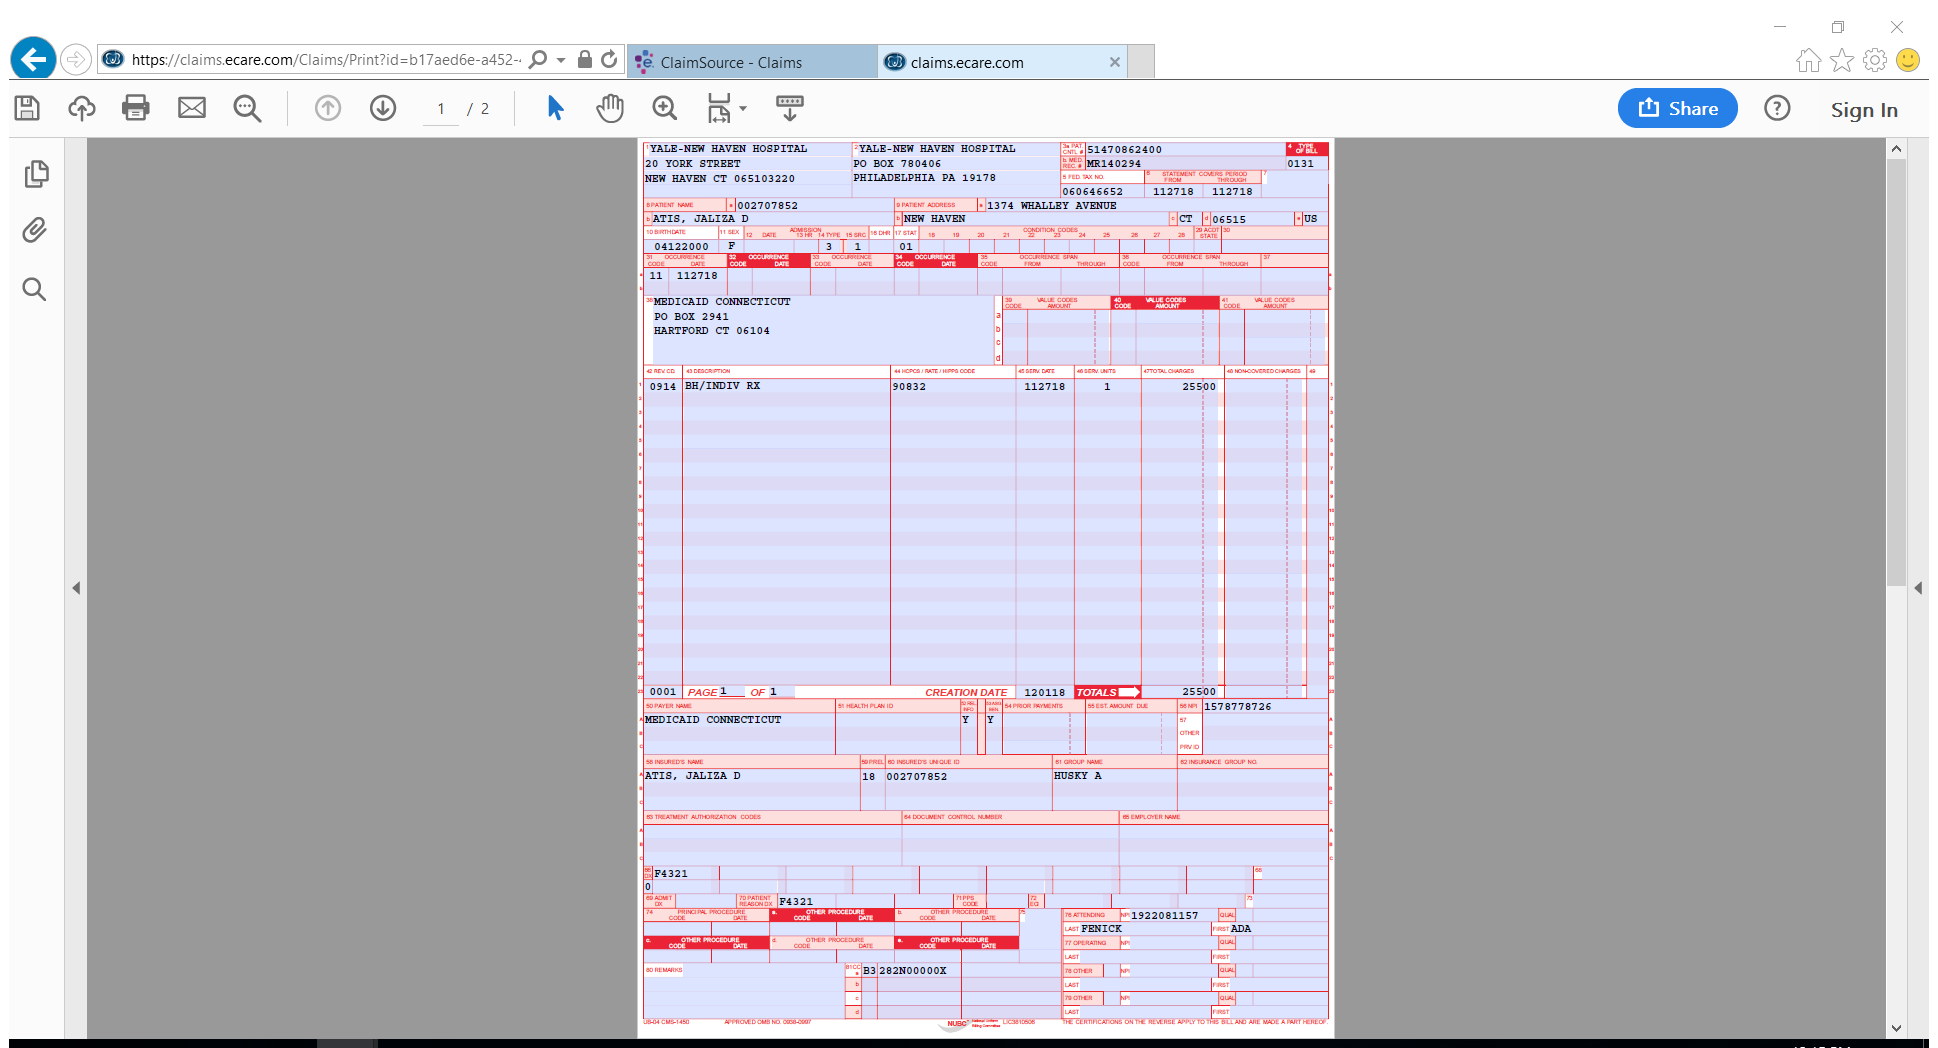 https://claims.ecare.com/Claims/Print?id=b17aed6e-a452-
ClaimSource - Claims
claims.ecare.com
1 / 2
Share
Sign In
1 YALE-NEW HAVEN HOSPITAL
20 YORK STREET
NEW HAVEN CT 065103220
2 YALE-NEW HAVEN HOSPITAL
PO BOX 780406
PHILADELPHIA PA 19178
3a PAT. CNTL # 51470862400
b. MED. REC. # MR140294
4 TYPE OF BILL
0131
5 FED. TAX NO.
6 STATEMENT COVERS PERIOD FROM THROUGH
7
060646652 112718 112718
8 PATIENT NAME a 002707852
9 PATIENT ADDRESS a 1374 WHALLEY AVENUE
b ATIS, JALIZA D
b NEW HAVEN c CT d 06515 e US
10 BIRTHDATE 11 SEX 12 DATE ADMISSION 13 HR 14 TYPE 15 SRC 16 DHR 17 STAT 18 19 20 21 CONDITION CODES 22 23 24 25 26 27 28 29 ACDT STATE 30
04122000 F 3 1 01
31 OCCURRENCE CODE DATE
32 OCCURRENCE CODE DATE
33 OCCURRENCE CODE DATE
34 OCCURRENCE CODE DATE
35 OCCURRENCE SPAN CODE FROM THROUGH
36 OCCURRENCE SPAN CODE FROM THROUGH
37
11 112718
38 MEDICAID CONNECTICUT
PO BOX 2941
HARTFORD CT 06104
39 VALUE CODES CODE AMOUNT
40 VALUE CODES CODE AMOUNT
41 VALUE CODES CODE AMOUNT
a
b
c
d
42 REV. CD. 43 DESCRIPTION 44 HCPCS / RATE / HIPPS CODE 45 SERV. DATE 46 SERV. UNITS 47 TOTAL CHARGES 48 NON-COVERED CHARGES 49
0914 BH/INDIV RX 90832 112718 1 25500
0001 PAGE 1 OF 1 CREATION DATE 120118 TOTALS 25500
50 PAYER NAME 51 HEALTH PLAN ID 54 PRIOR PAYMENTS 55 EST. AMOUNT DUE 56 NPI 1578778726
MEDICAID CONNECTICUT Y Y
57
OTHER
PRV ID
58 INSURED'S NAME 59 P.REL 60 INSURED'S UNIQUE ID 61 GROUP NAME 62 INSURANCE GROUP NO.
ATIS, JALIZA D 18 002707852 HUSKY A
63 TREATMENT AUTHORIZATION CODES 64 DOCUMENT CONTROL NUMBER 65 EMPLOYER NAME
66 DX F4321 68
0
69 ADMIT DX 70 PATIENT REASON DX F4321 71 PPS CODE 72 ECI 73
74 PRINCIPAL PROCEDURE CODE DATE
a. OTHER PROCEDURE CODE DATE
b. OTHER PROCEDURE CODE DATE
75
76 ATTENDING NPI 1922081157 QUAL
LAST FENICK FIRST ADA
c. OTHER PROCEDURE CODE DATE
d. OTHER PROCEDURE CODE DATE
e. OTHER PROCEDURE CODE DATE
77 OPERATING NPI QUAL
LAST FIRST
80 REMARKS
81CC a B3 282N00000X
b
c
d
78 OTHER NPI QUAL
LAST FIRST
79 OTHER NPI QUAL
LAST FIRST
UB-04 CMS-1450 APPROVED OMB NO. 0938-0997 NUBC National Uniform Billing Committee LIC9213257 THE CERTIFICATIONS ON THE REVERSE APPLY TO THIS BILL AND ARE MADE A PART HEREOF.